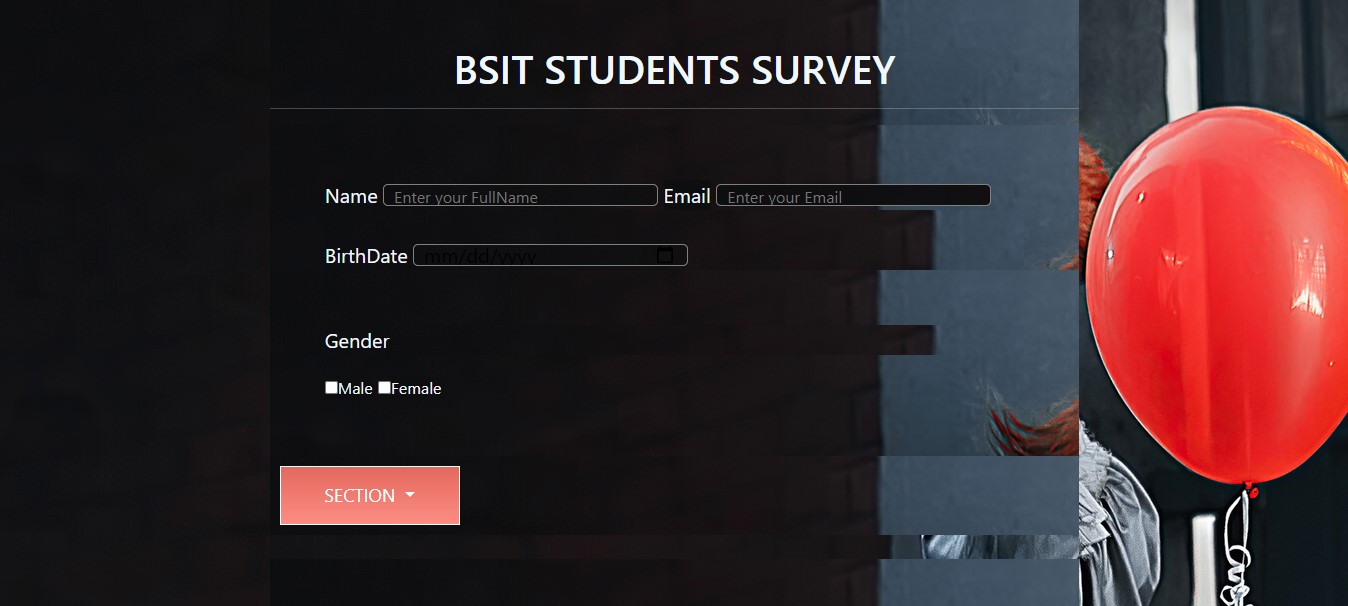 BSIT STUDENTS SURVEY
Name Enter your FullName Email Enter your Email
BirthDate mm/dd/yyyy
Gender
Male Female
SECTION